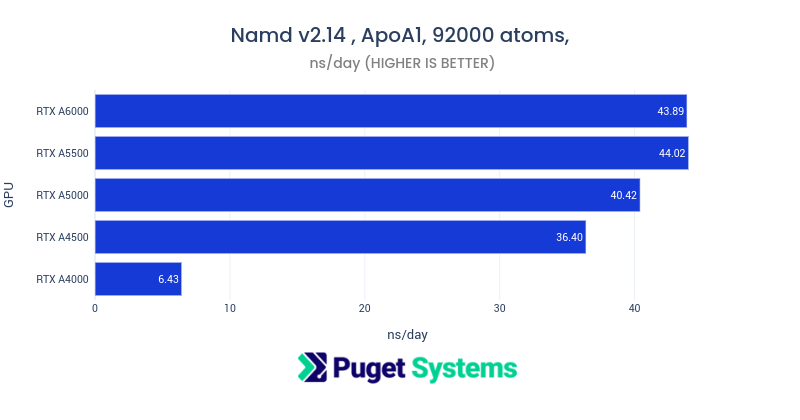 Namd v2.14 , ApoA1, 92000 atoms,
ns/day (HIGHER IS BETTER)
GPU
RTX A6000 43.89
RTX A5500 44.02
RTX A5000 40.42
RTX A4500 36.40
RTX A4000 6.43
0 10 20 30 40
ns/day
Puget Systems